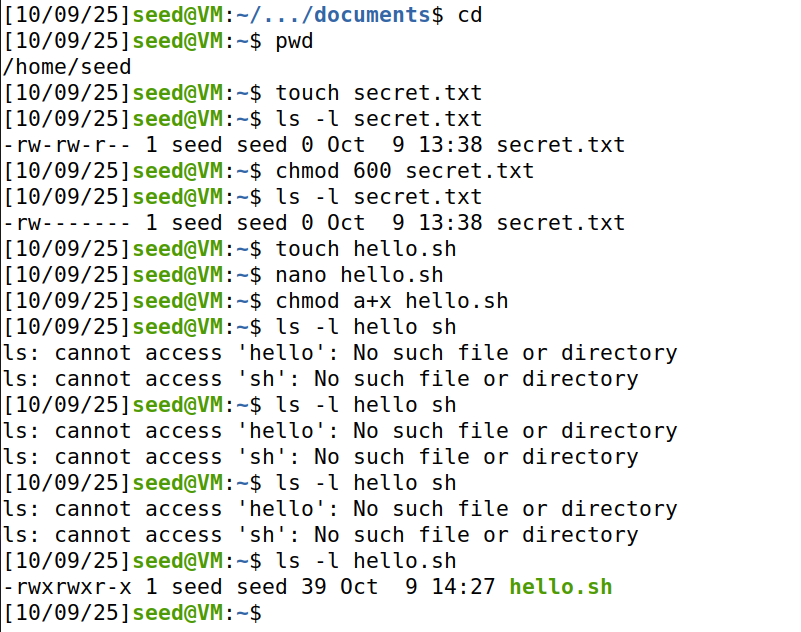 [10/09/25]seed@VM:~/.../documents$ cd
[10/09/25]seed@VM:~$ pwd
/home/seed
[10/09/25]seed@VM:~$ touch secret.txt
[10/09/25]seed@VM:~$ ls -l secret.txt
-rw-rw-r-- 1 seed seed 0 Oct  9 13:38 secret.txt
[10/09/25]seed@VM:~$ chmod 600 secret.txt
[10/09/25]seed@VM:~$ ls -l secret.txt
-rw------- 1 seed seed 0 Oct  9 13:38 secret.txt
[10/09/25]seed@VM:~$ touch hello.sh
[10/09/25]seed@VM:~$ nano hello.sh
[10/09/25]seed@VM:~$ chmod a+x hello.sh
[10/09/25]seed@VM:~$ ls -l hello sh
ls: cannot access 'hello': No such file or directory
ls: cannot access 'sh': No such file or directory
[10/09/25]seed@VM:~$ ls -l hello sh
ls: cannot access 'hello': No such file or directory
ls: cannot access 'sh': No such file or directory
[10/09/25]seed@VM:~$ ls -l hello sh
ls: cannot access 'hello': No such file or directory
ls: cannot access 'sh': No such file or directory
[10/09/25]seed@VM:~$ ls -l hello.sh
-rwxrwxr-x 1 seed seed 39 Oct  9 14:27 hello.sh
[10/09/25]seed@VM:~$